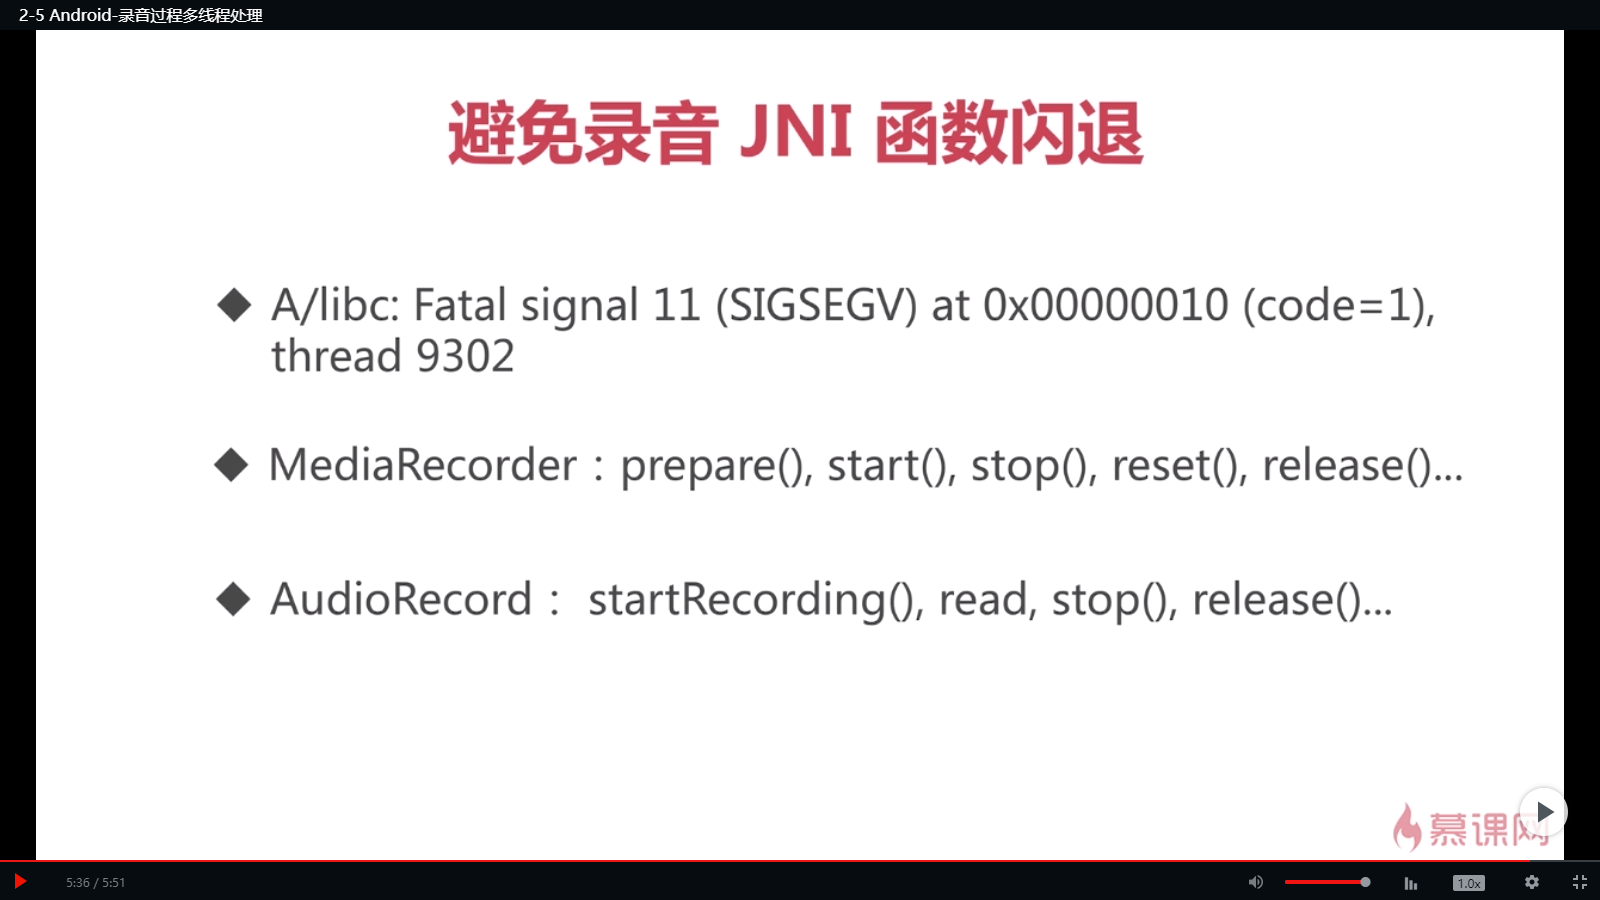 2-5 Android-录音过程多线程处理
避免录音 JNI 函数闪退
A/libc: Fatal signal 11 (SIGSEGV) at 0x00000010 (code=1),
thread 9302
MediaRecorder：prepare(), start(), stop(), reset(), release()...
AudioRecord： startRecording(), read, stop(), release()...
慕课网
5:36 / 5:51
1.0x